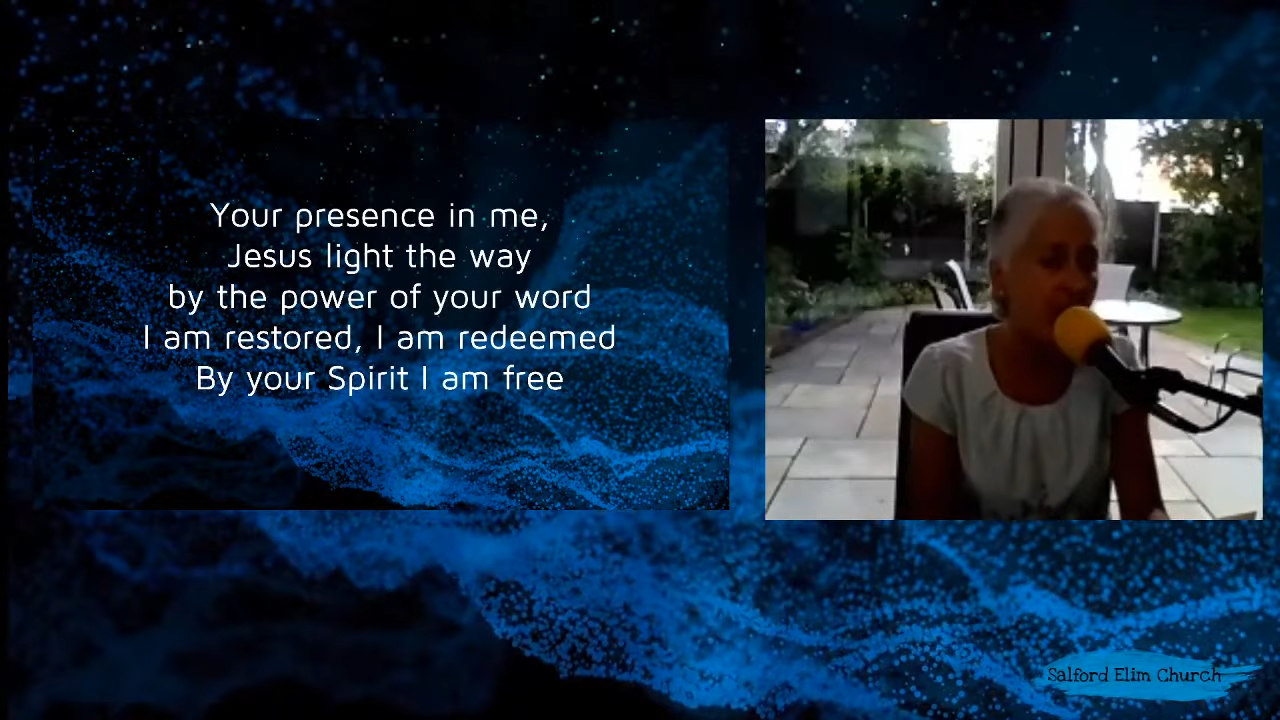 Your presence in me,
Jesus light the way
by the power of your word
I am restored, I am redeemed
By your Spirit I am free
Salford Elim Church